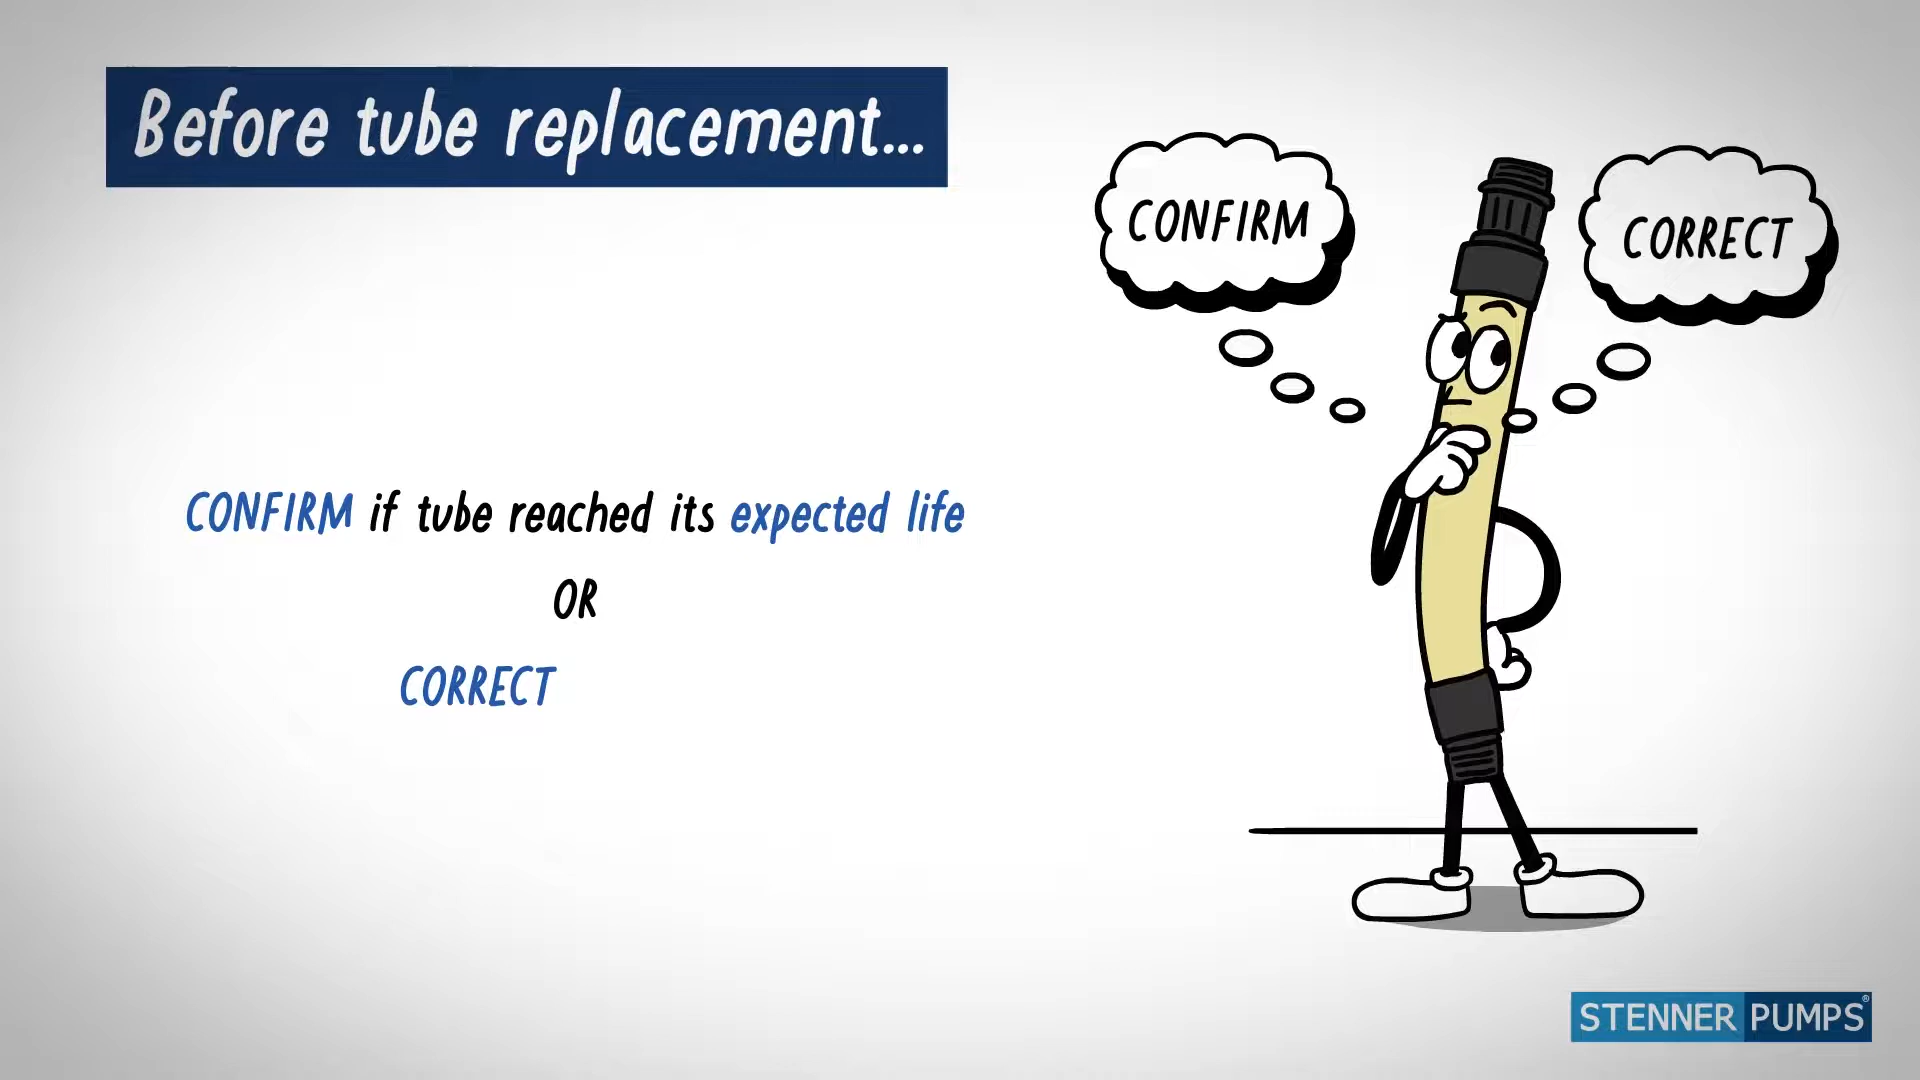 Before tube replacement...
CONFIRM
CORRECT
CONFIRM if tube reached its expected life
OR
CORRECT
STENNER PUMPS®